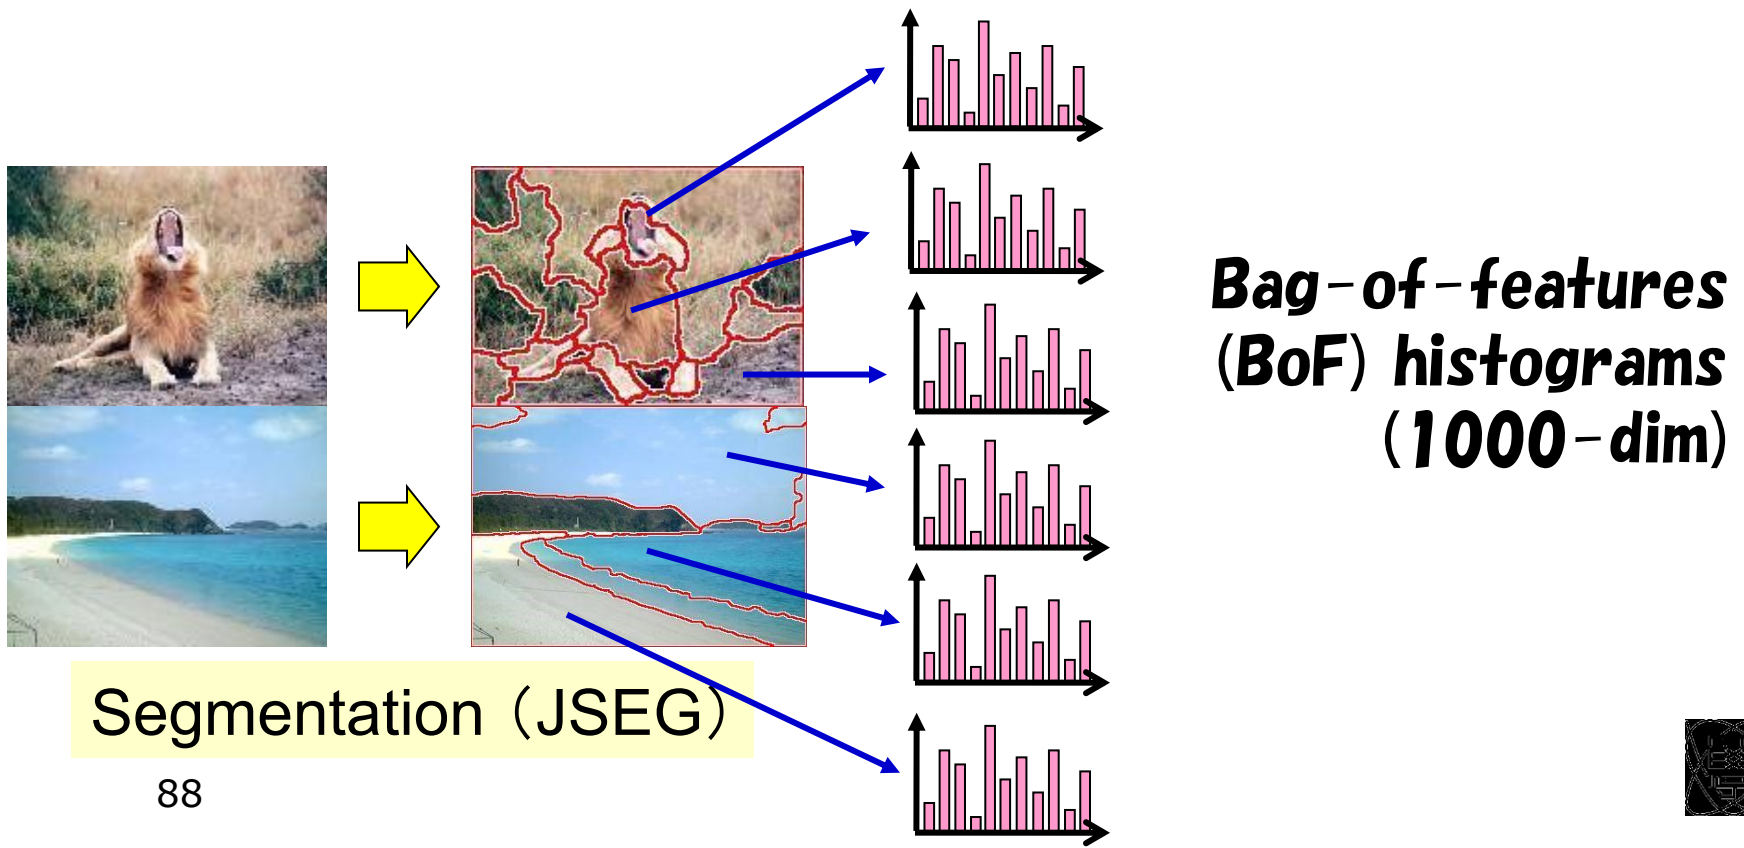 Bag-of-features
(BoF) histograms
(1000-dim)
Segmentation（JSEG）
88